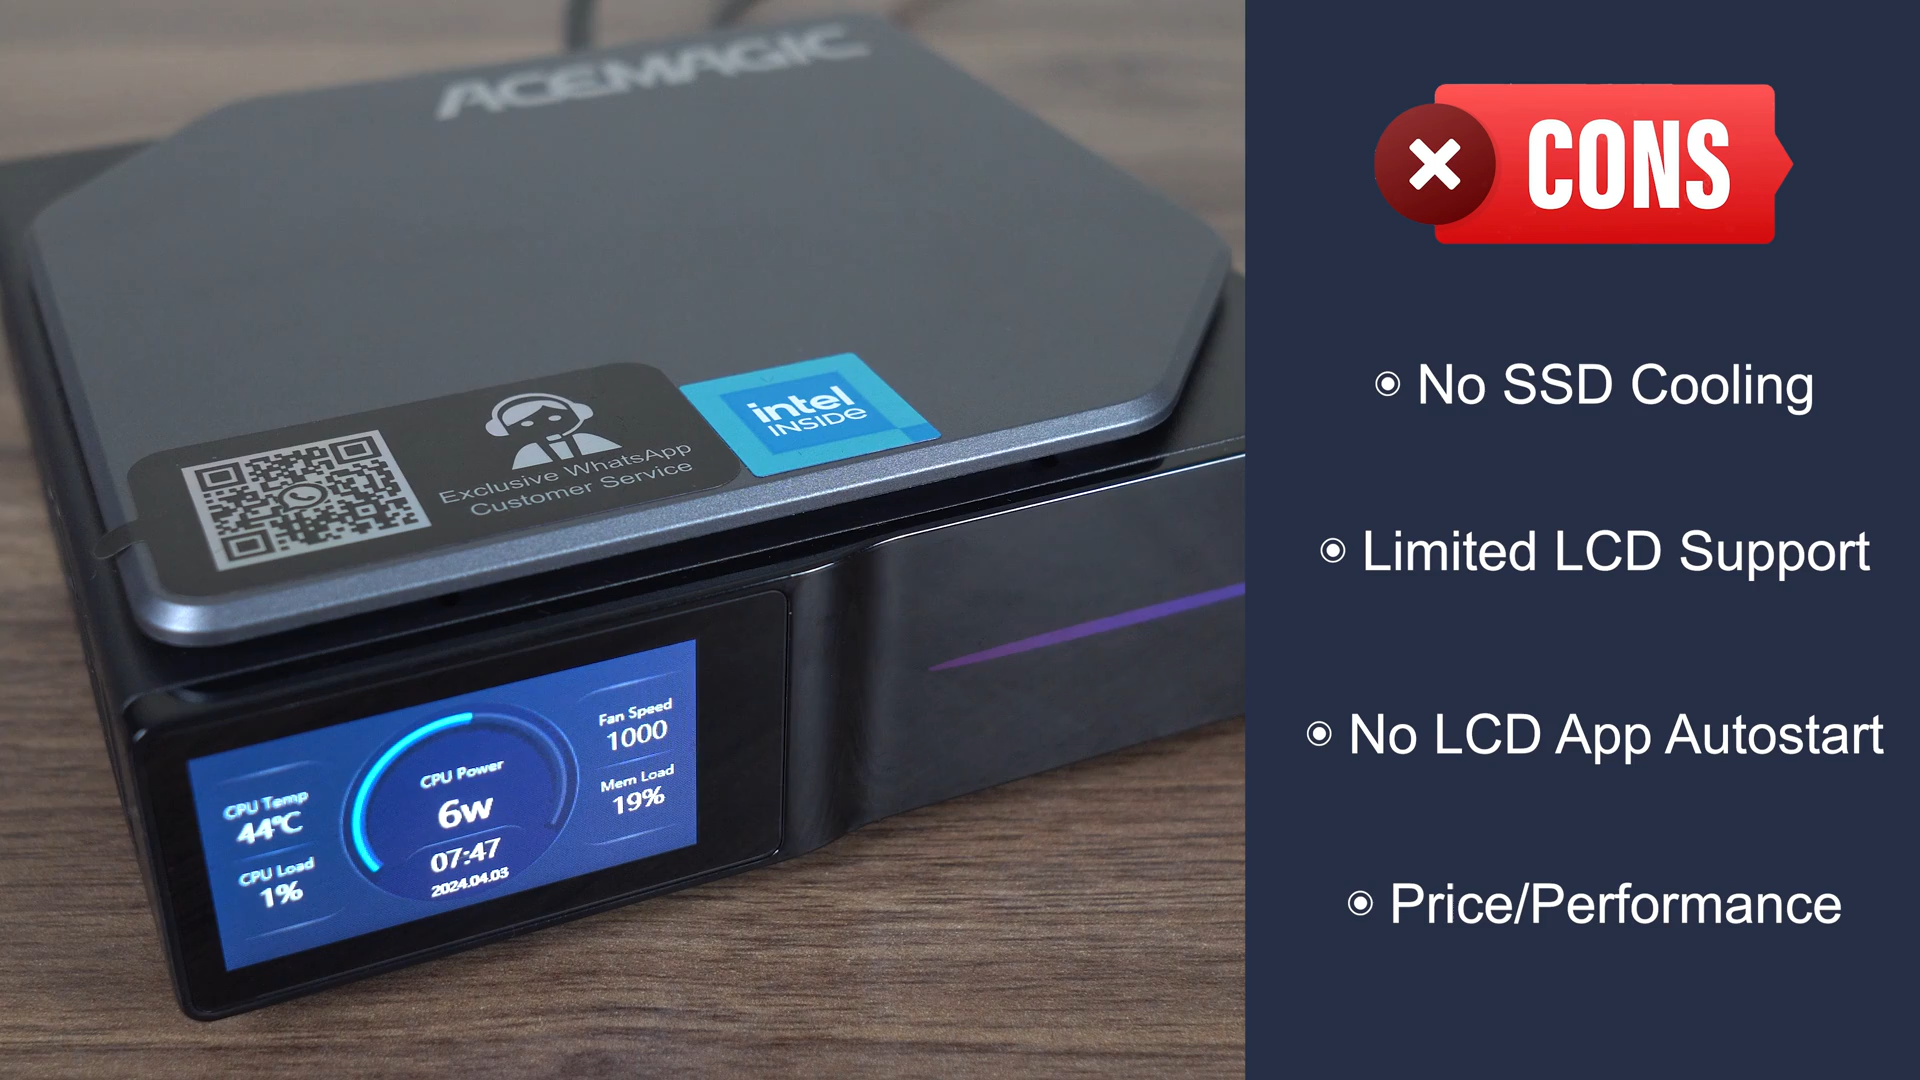 ACEMAGIC
Exclusive WhatsApp
Customer Service
intel
INSIDE
CPU Temp
44°C
CPU Load
1%
CPU Power
6w
07:47
2024.04.03
Fan Speed
1000
Mem Load
19%
CONS
No SSD Cooling
Limited LCD Support
No LCD App Autostart
Price/Performance